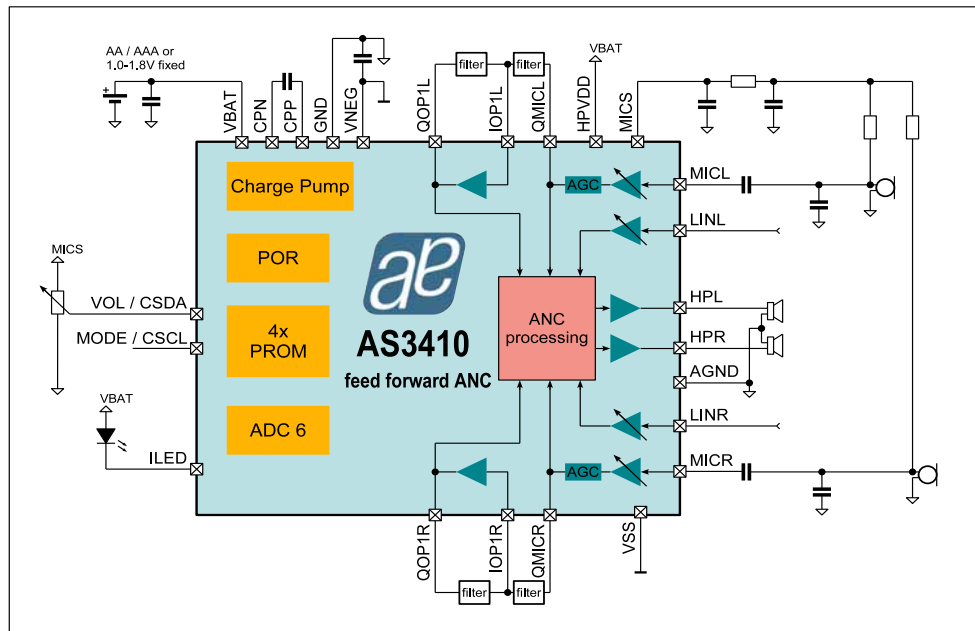 AA / AAA or
1.0-1.8V fixed
VBAT
CPN
CPP
GND
VNEG
filter
filter
QOP1L
IOP1L
QMICL
VBAT
HPVDD
MICS
Charge Pump
POR
4x
PROM
ADC 6
ae
AS3410
feed forward ANC
AGC
ANC
processing
AGC
MICL
LINL
HPL
HPR
AGND
LINR
MICR
MICS
VOL / CSDA
MODE / CSCL
VBAT
ILED
QOP1R
IOP1R
QMICR
VSS
filter
filter